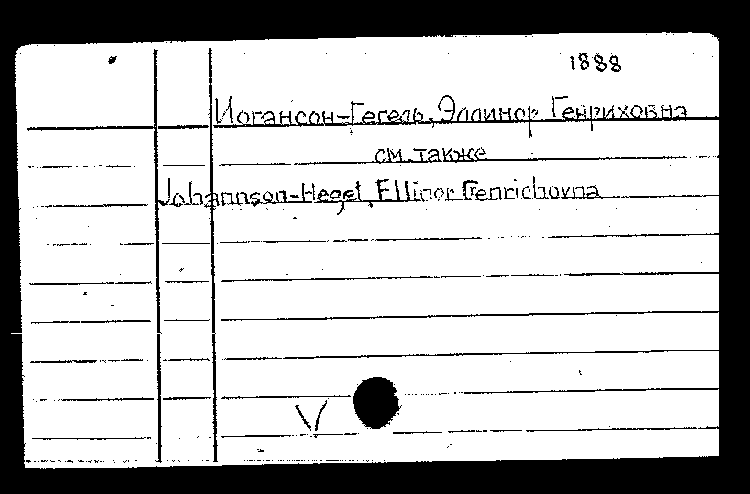 1888
Иогансон-Гегель, Эллинор Генриховна
см. также
Johannson-Hegel, Ellinor Genrichovna
V